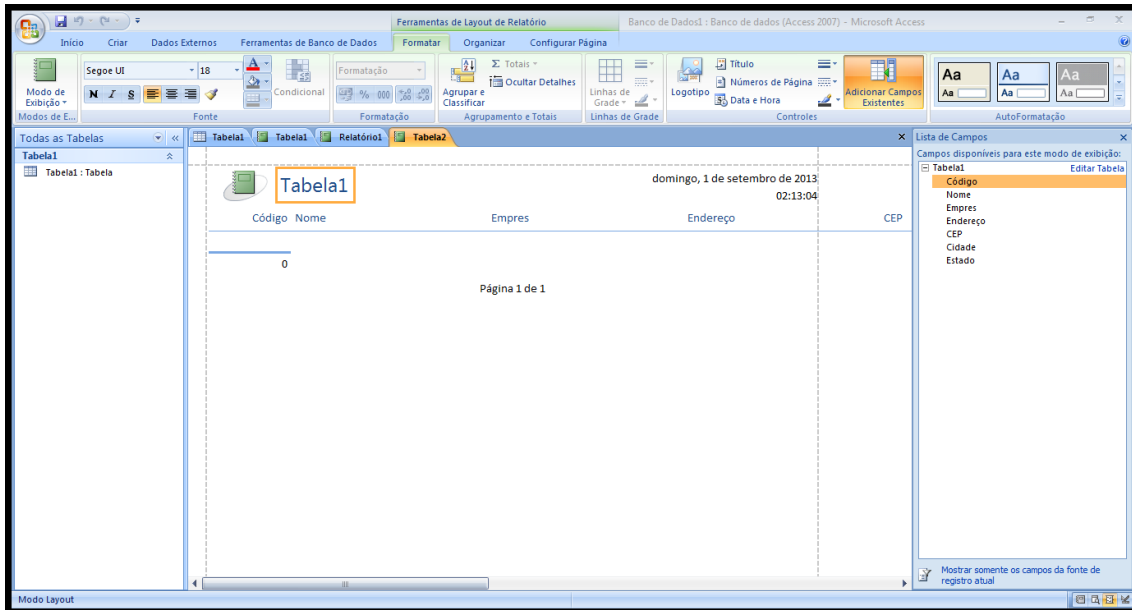 Ferramentas de Layout de Relatório
Banco de Dados1 : Banco de dados (Access 2007) - Microsoft Access
Início Criar Dados Externos Ferramentas de Banco de Dados Formatar Organizar Configurar Página
Modo de Exibição
Modos de E...
Segoe UI 18
N I S
A
Fonte
Condicional
Formatação
% 000 ,00 ,0
Formatação
Agrupar e Classificar
Σ Totais
Ocultar Detalhes
Agrupamento e Totais
Linhas de Grade
Linhas de Grade
Logotipo
Título
Números de Página
Data e Hora
Adicionar Campos Existentes
Controles
Aa Aa Aa
Aa Aa Aa
AutoFormatação
Todas as Tabelas
Tabela1
Tabela1 : Tabela
Tabela1 Tabela1 Relatório1 Tabela2
Tabela1
domingo, 1 de setembro de 2013
02:13:04
Código Nome Empres Endereço CEP
0
Página 1 de 1
Lista de Campos
Campos disponíveis para este modo de exibição:
Tabela1 Editar Tabela
Código
Nome
Empres
Endereço
CEP
Cidade
Estado
Mostrar somente os campos da fonte de
registro atual
Modo Layout